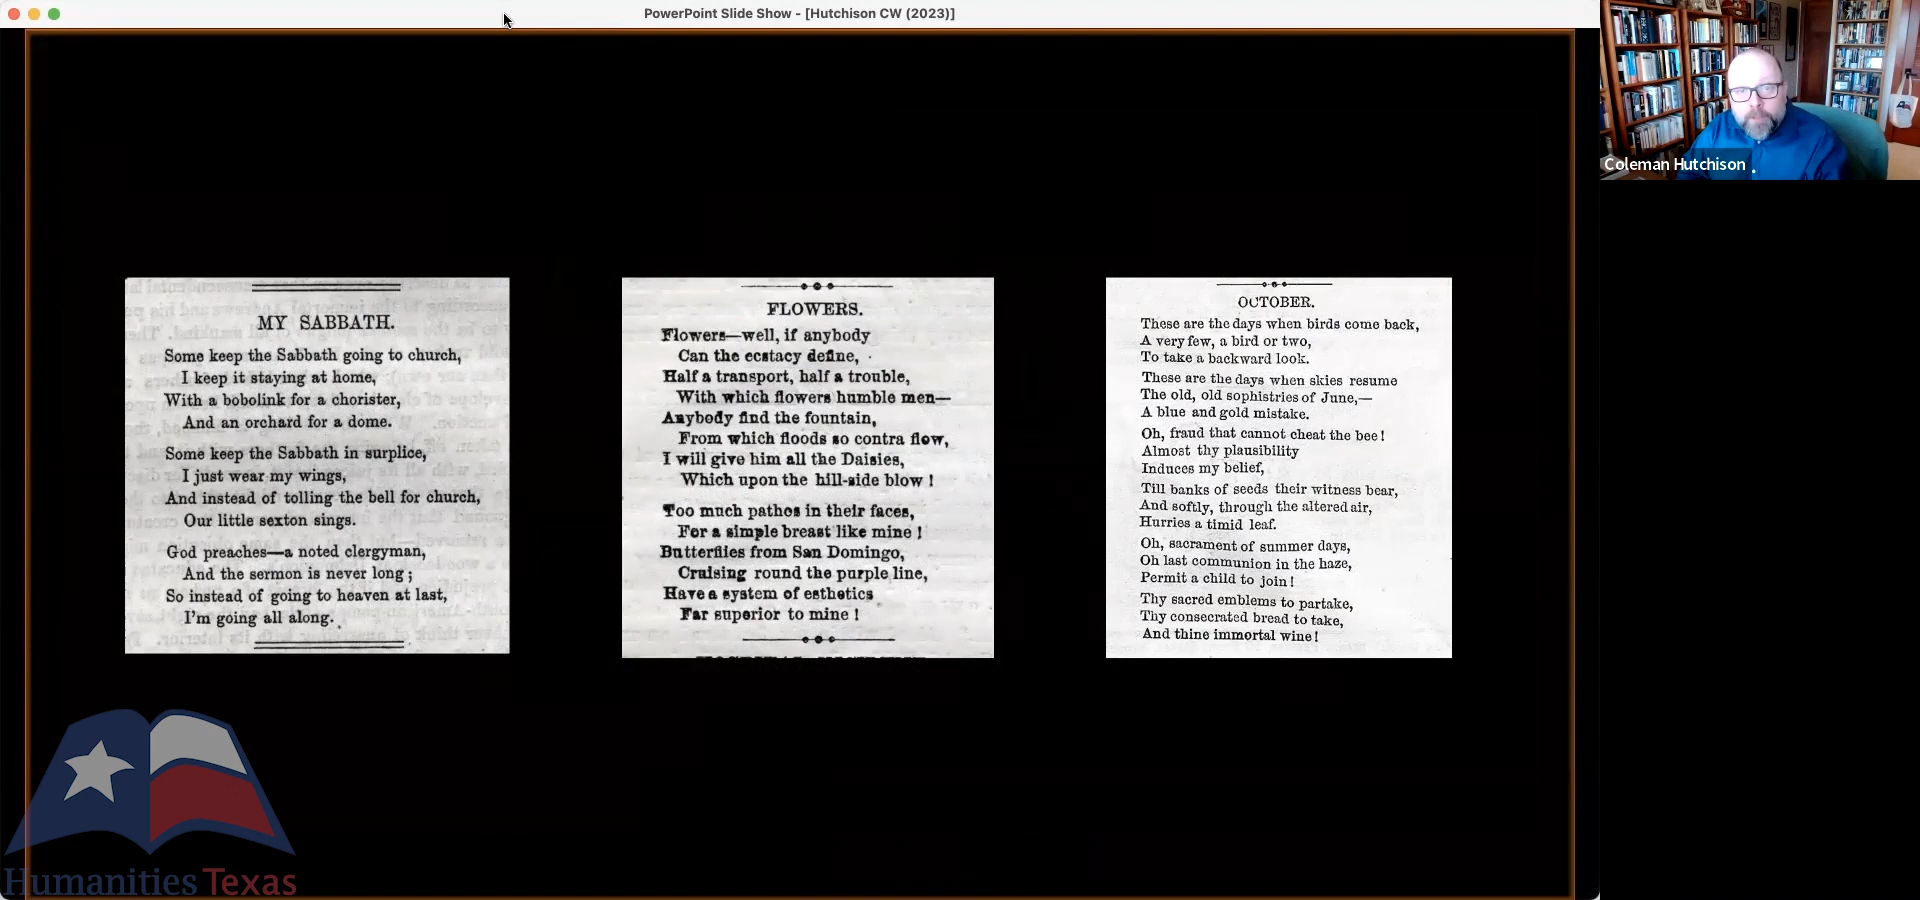 PowerPoint Slide Show - [Hutchison CW (2023)]
MY SABBATH.
Some keep the Sabbath going to church,
I keep it staying at home,
With a bobolink for a chorister,
And an orchard for a dome.
Some keep the Sabbath in surplice,
I just wear my wings,
And instead of tolling the bell for church,
Our little sexton sings.
God preaches—a noted clergyman,
And the sermon is never long;
So instead of going to heaven at last,
I'm going all along.
FLOWERS.
Flowers—well, if anybody
Can the ecstacy define,
Half a transport, half a trouble,
With which flowers humble men—
Anybody find the fountain,
From which floods so contra flow,
I will give him all the Daisies,
Which upon the hill-side blow!
Too much pathos in their faces,
For a simple breast like mine!
Butterflies from San Domingo,
Cruising round the purple line,
Have a system of esthetics
Far superior to mine!
OCTOBER.
These are the days when birds come back,
A very few, a bird or two,
To take a backward look.
These are the days when skies resume
The old, old sophistries of June,—
A blue and gold mistake.
Oh, fraud that cannot cheat the bee!
Almost thy plausibility
Induces my belief,
Till banks of seeds their witness bear,
And softly, through the altered air,
Hurries a timid leaf.
Oh, sacrament of summer days,
Oh last communion in the haze,
Permit a child to join!
Thy sacred emblems to partake,
Thy consecrated bread to take,
And thine immortal wine!
Coleman Hutchison
Humanities Texas